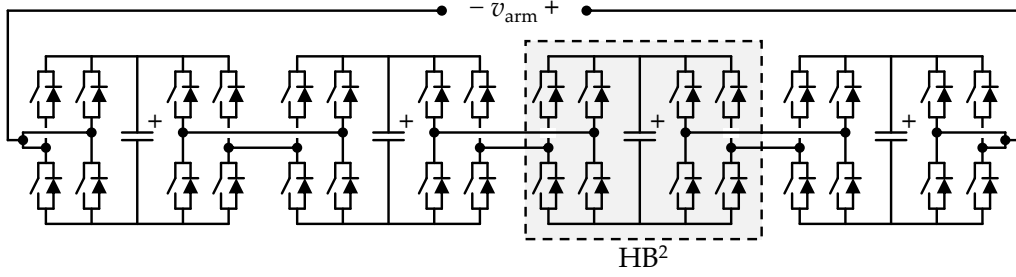 − v_arm +
+ + + +
HB²